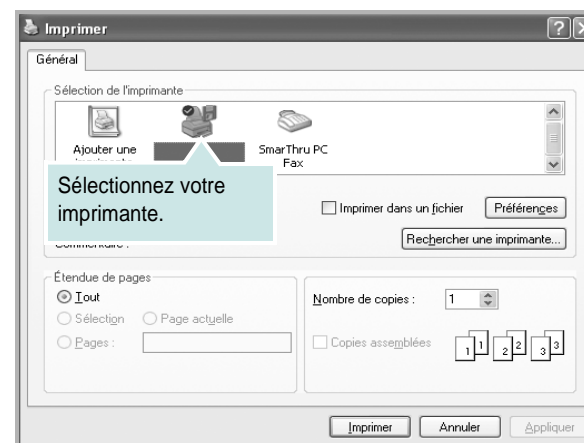 Imprimer
Général
Sélection de l'imprimante
Ajouter une
SmarThru PC
Fax
Sélectionnez votre
imprimante.
Imprimer dans un fichier
Préférences
Rechercher une imprimante...
Étendue de pages
Tout
Sélection
Page actuelle
Pages :
Nombre de copies :
1
Copies assemblées
1 1 2 2 3 3
Imprimer
Annuler
Appliquer